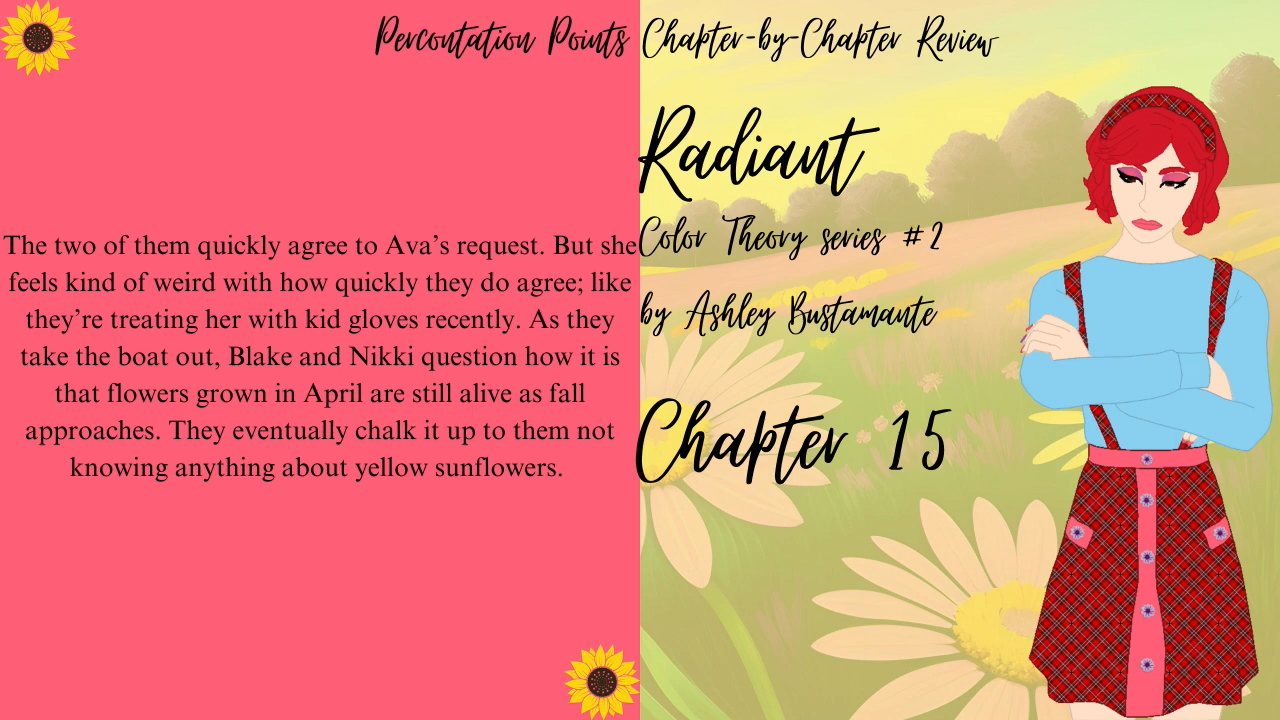 Percontation Points Chapter-by-Chapter Review
The two of them quickly agree to Ava’s request. But she
feels kind of weird with how quickly they do agree; like
they’re treating her with kid gloves recently. As they
take the boat out, Blake and Nikki question how it is
that flowers grown in April are still alive as fall
approaches. They eventually chalk it up to them not
knowing anything about yellow sunflowers.
Radiant
Color Theory series #2
by Ashley Bustamante
Chapter 15